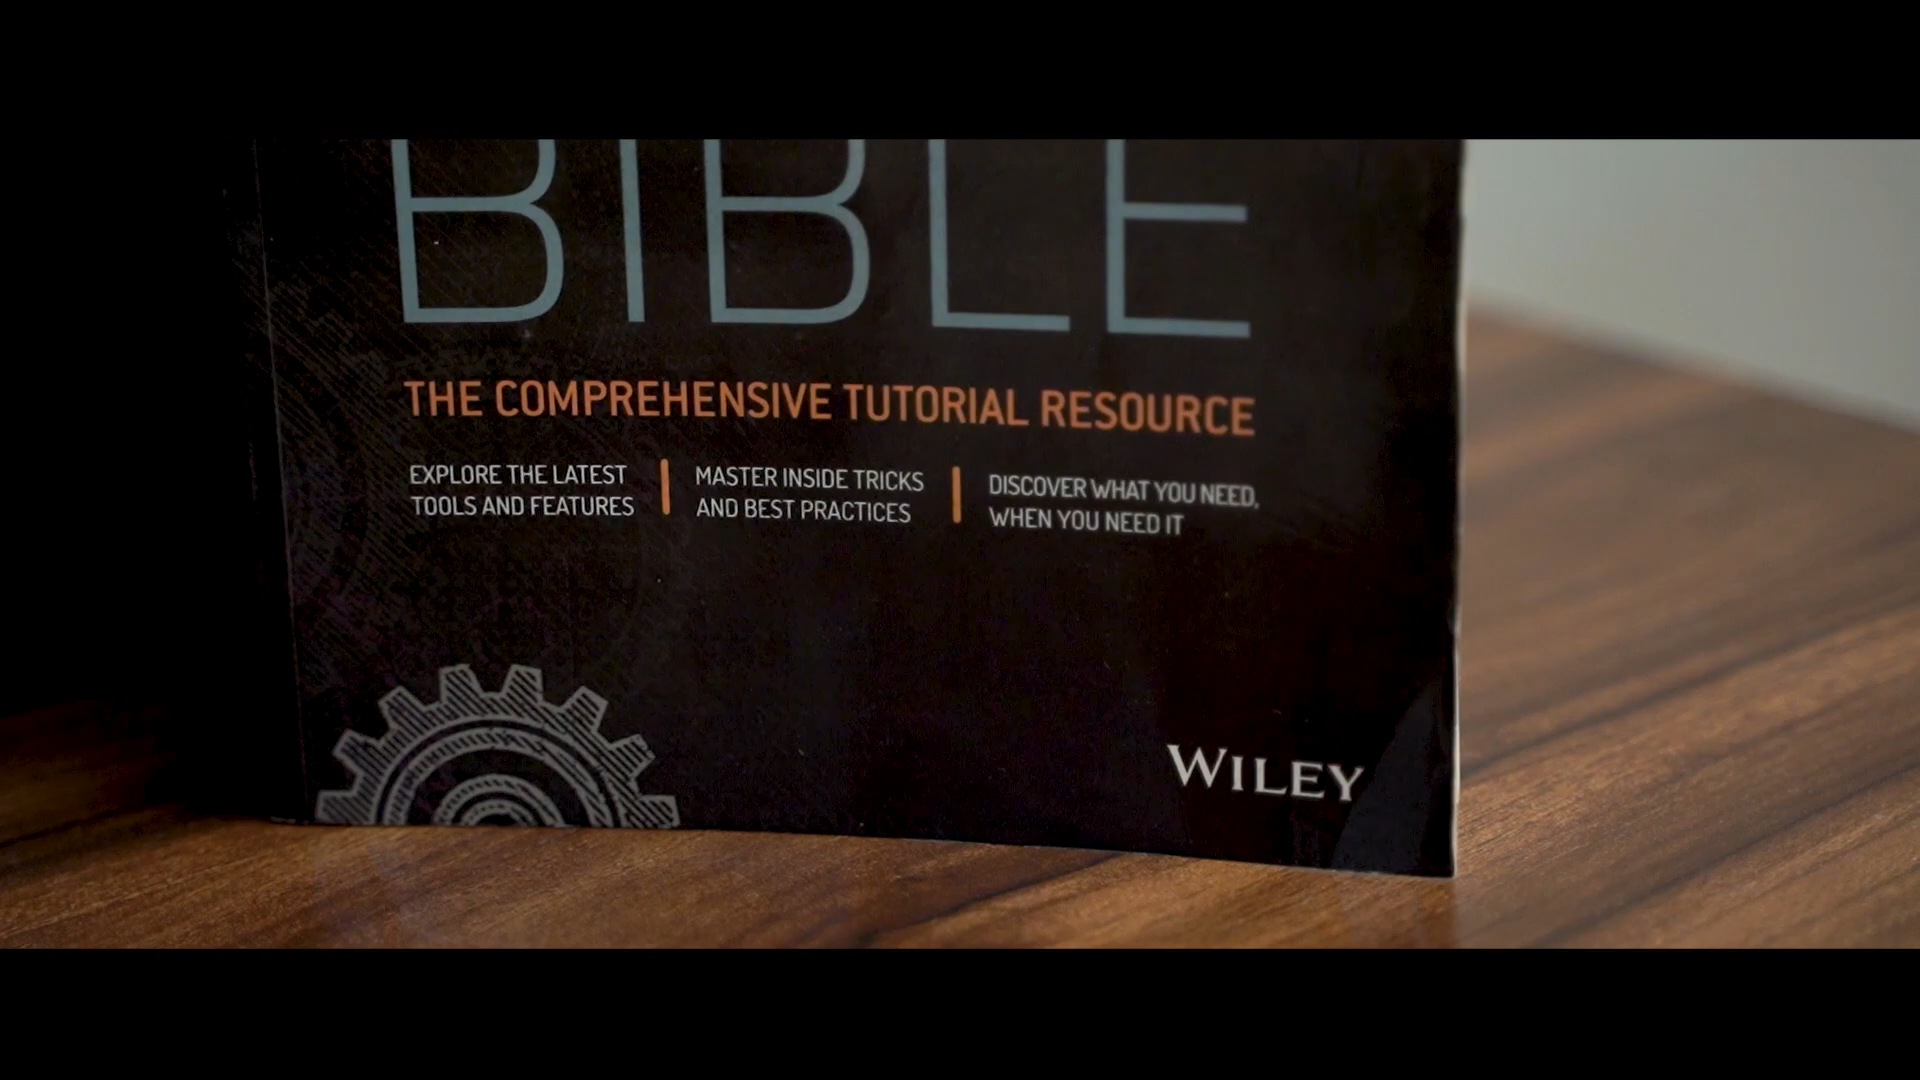 BIBLE
THE COMPREHENSIVE TUTORIAL RESOURCE
EXPLORE THE LATEST
TOOLS AND FEATURES
MASTER INSIDE TRICKS
AND BEST PRACTICES
DISCOVER WHAT YOU NEED,
WHEN YOU NEED IT
WILEY